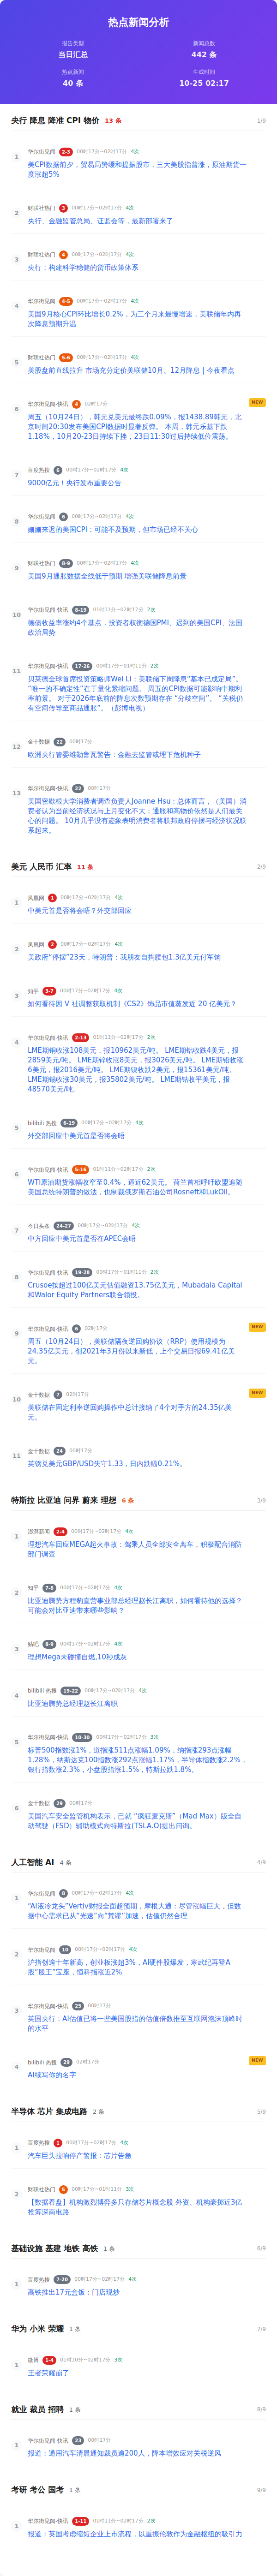 热点新闻分析
报告类型
当日汇总
新闻总数
442 条
热点新闻
40 条
生成时间
10-25 02:17
央行 降息 降准 CPI 物价 13 条 1/9
1
华尔街见闻 2-3 00时17分~02时17分 4次
美CPI数据前夕，贸易局势缓和提振股市，三大美股指普涨，原油期货一
度涨超5%
2
财联社热门 3 00时17分~02时17分 4次
央行、金融监管总局、证监会等，最新部署来了
3
财联社热门 4 00时17分~02时17分 4次
央行：构建科学稳健的货币政策体系
4
华尔街见闻 4-5 00时17分~02时17分 4次
美国9月核心CPI环比增长0.2%，为三个月来最慢增速，美联储年内再
次降息预期升温
5
财联社热门 5-6 00时17分~02时17分 4次
美股盘前直线拉升 市场充分定价美联储10月、12月降息 | 今夜看点
NEW
6
华尔街见闻-快讯 6 02时17分
周五（10月24日），韩元兑美元最终跌0.09%，报1438.89韩元，北
京时间20:30发布美国CPI数据时显著反弹。 本周，韩元乐基下跌
1.18%，10月20-23日持续下挫，23日11:30过后持续低位震荡。
7
百度热搜 6 00时17分~02时17分 4次
9000亿元！央行发布重要公告
8
华尔街见闻 6 00时17分~02时17分 4次
姗姗来迟的美国CPI：可能不及预期，但市场已经不关心
9
财联社热门 8-9 00时17分~02时17分 4次
美国9月通胀数据全线低于预期 增强美联储降息前景
10
华尔街见闻-快讯 8-19 01时11分~02时17分 2次
德债收益率涨约4个基点，投资者权衡德国PMI、迟到的美国CPI、法国
政治局势
11
华尔街见闻-快讯 17-26 00时17分~01时11分 2次
贝莱德全球首席投资策略师Wei Li：美联储下周降息“基本已成定局”。
“唯一的不确定性”在于量化紧缩问题。 周五的CPI数据可能影响中期利
率前景。 对于2026年底前的降息次数预期存在 “分歧空间”。 “关税仍
有空间传导至商品通胀”。（彭博电视）
12
金十数据 22 00时17分
欧洲央行管委维勒鲁瓦警告：金融去监管或埋下危机种子
13
华尔街见闻-快讯 22 00时17分
美国密歇根大学消费者调查负责人Joanne Hsu：总体而言，（美国）消
费者认为当前经济状况与上月变化不大；通胀和高物价依然是人们最关
心的问题。 10月几乎没有迹象表明消费者将联邦政府停摆与经济状况联
系起来。
美元 人民币 汇率 11 条 2/9
1
凤凰网 1 00时17分~02时17分 4次
中美元首是否将会晤？外交部回应
2
凤凰网 2 00时17分~02时17分 4次
美政府“停摆”23天，特朗普：我朋友自掏腰包1.3亿美元付军饷
3
知乎 3-7 00时17分~02时17分 4次
如何看待因 V 社调整获取机制《CS2》饰品市值蒸发近 20 亿美元？
4
华尔街见闻-快讯 2-13 01时11分~02时17分 2次
LME期铜收涨108美元，报10962美元/吨。 LME期铝收跌4美元，报
2859美元/吨。 LME期锌收涨8美元，报3026美元/吨。 LME期铅收涨
6美元，报2016美元/吨。 LME期镍收跌2美元，报15361美元/吨。
LME期锡收涨30美元，报35802美元/吨。 LME期钴收平美元，报
48570美元/吨。
5
bilibili 热搜 6-19 00时17分~02时17分 4次
外交部回应中美元首是否将会晤
6
华尔街见闻-快讯 5-16 01时11分~02时17分 2次
WTI原油期货涨幅收窄至0.4%，逼近62美元。 荷兰首相呼吁欧盟追随
美国总统特朗普的做法，也制裁俄罗斯石油公司Rosneft和LukOil。
7
今日头条 24-27 00时17分~02时17分 4次
中方回应中美元首是否在APEC会晤
8
华尔街见闻-快讯 19-28 00时17分~01时11分 2次
Crusoe按超过100亿美元估值融资13.75亿美元，Mubadala Capital
和Valor Equity Partners联合领投。
NEW
9
华尔街见闻-快讯 6 02时17分
周五（10月24日），美联储隔夜逆回购协议（RRP）使用规模为
24.35亿美元，创2021年3月份以来新低，上个交易日报69.41亿美
元。
NEW
10
金十数据 7 02时17分
美联储在固定利率逆回购操作中总计接纳了4个对手方的24.35亿美
元。
11
金十数据 24 00时17分
英镑兑美元GBP/USD失守1.33，日内跌幅0.21%。
特斯拉 比亚迪 问界 蔚来 理想 6 条 3/9
1
澎湃新闻 2-4 00时17分~02时17分 4次
理想汽车回应MEGA起火事故：驾乘人员全部安全离车，积极配合消防
部门调查
2
知乎 7-8 00时17分~02时17分 4次
比亚迪腾势方程豹直营事业部总经理赵长江离职，如何看待他的选择？
可能会对比亚迪带来哪些影响？
3
贴吧 8-9 00时17分~02时17分 4次
理想Mega未碰撞自燃,10秒成灰
4
bilibili 热搜 19-22 00时17分~02时17分 4次
比亚迪腾势总经理赵长江离职
5
华尔街见闻-快讯 10-30 00时17分~02时17分 3次
标普500指数涨1%，道指涨511点涨幅1.09%，纳指涨293点涨幅
1.28%，纳斯达克100指数涨292点涨幅1.17%，半导体指数涨2.2%，
银行指数涨2.3%，小盘股指涨1.5%，特斯拉跌1.8%。
6
金十数据 29 00时17分
美国汽车安全监管机构表示，已就 “疯狂麦克斯”（Mad Max）版全自
动驾驶（FSD）辅助模式向特斯拉(TSLA.O)提出问询。
人工智能 AI 4 条 4/9
1
华尔街见闻 8 00时17分~02时17分 4次
“AI液冷龙头”Vertiv财报全面超预期，摩根大通：尽管涨幅巨大，但数
据中心需求已从“光速”向“荒谬”加速，估值仍然合理
2
华尔街见闻 10 00时17分~02时17分 4次
沪指创逾十年新高，创业板涨超3%，AI硬件股爆发，寒武纪再登A
股“股王”宝座，恒科指涨近2%
3
华尔街见闻-快讯 25 00时17分
英国央行：AI估值已将一些美国股指的估值倍数推至互联网泡沫顶峰时
的水平
NEW
4
bilibili 热搜 29 02时17分
AI续写你的名字
半导体 芯片 集成电路 2 条 5/9
1
百度热搜 1 00时17分~02时17分 4次
汽车巨头拉响停产警报：芯片告急
2
财联社热门 5 00时17分~01时11分 3次
【数据看盘】机构激烈博弈多只存储芯片概念股 外资、机构豪掷近3亿
抢筹深南电路
基础设施 基建 地铁 高铁 1 条 6/9
1
百度热搜 7-20 00时17分~02时17分 4次
高铁推出17元盒饭：门店现炒
华为 小米 荣耀 1 条 7/9
1
微博 1-4 01时10分~02时17分 3次
王者荣耀崩了
就业 裁员 招聘 1 条 8/9
1
华尔街见闻-快讯 23 00时17分
报道：通用汽车清晨通知裁员逾200人，降本增效应对关税逆风
考研 考公 国考 1 条 9/9
1
华尔街见闻-快讯 1-11 01时11分~02时17分 2次
报道：英国考虑缩短企业上市流程，以重振伦敦作为金融枢纽的吸引力